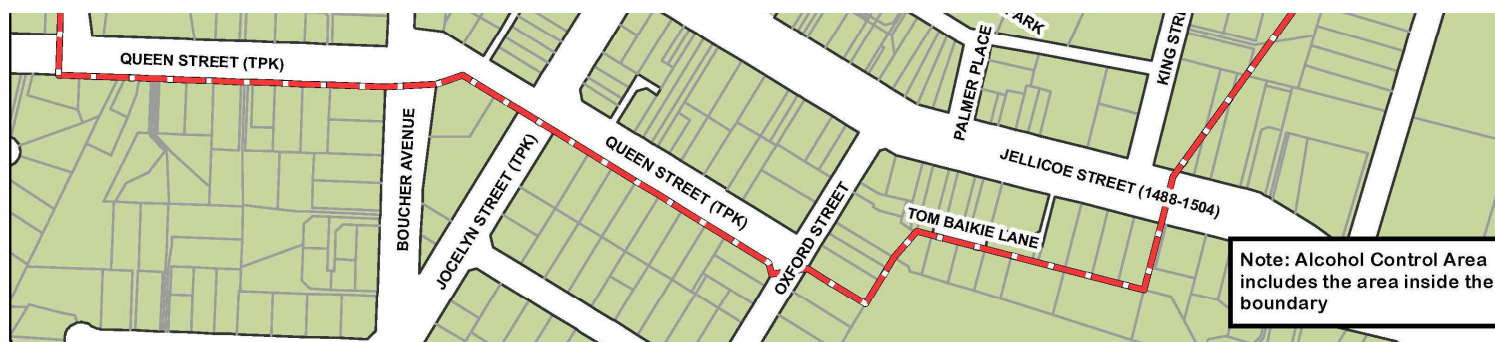 PARK
QUEEN STREET (TPK)
PALMER PLACE
BOUCHER AVENUE
JOCELYN STREET (TPK)
QUEEN STREET (TPK)
OXFORD STREET
JELLICOE STREET (1488-1504)
TOM BAIKIE LANE
Note: Alcohol Control Area
includes the area inside the
boundary